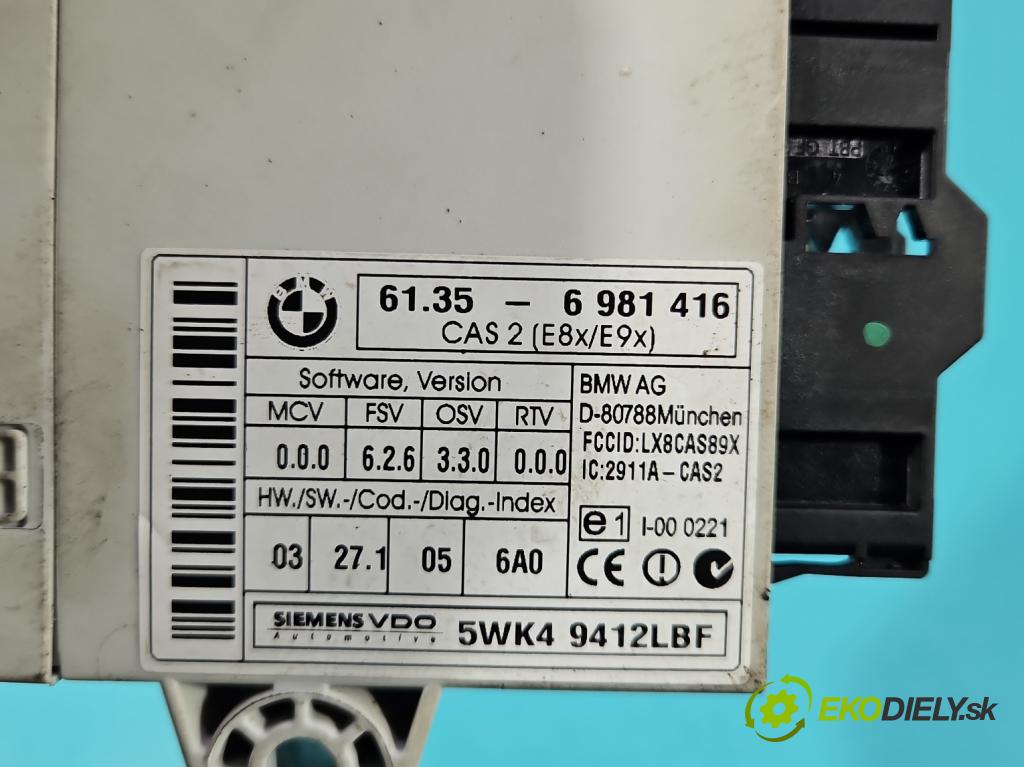 BMW
61.35 – 6 981 416
CAS 2 (E8x/E9x)
Software, Version
MCV FSV OSV RTV
0.0.0 6.2.6 3.3.0 0.0.0
HW./SW.-/Cod.-/Diag.-Index
03 27.1 05 6A0
BMW AG
D-80788München
FCCID:LX8CAS89X
IC:2911A-CAS2
e1 I-00 0221
CE
SIEMENS VDO
Automotive
5WK4 9412LBF
EKODIELY.sk